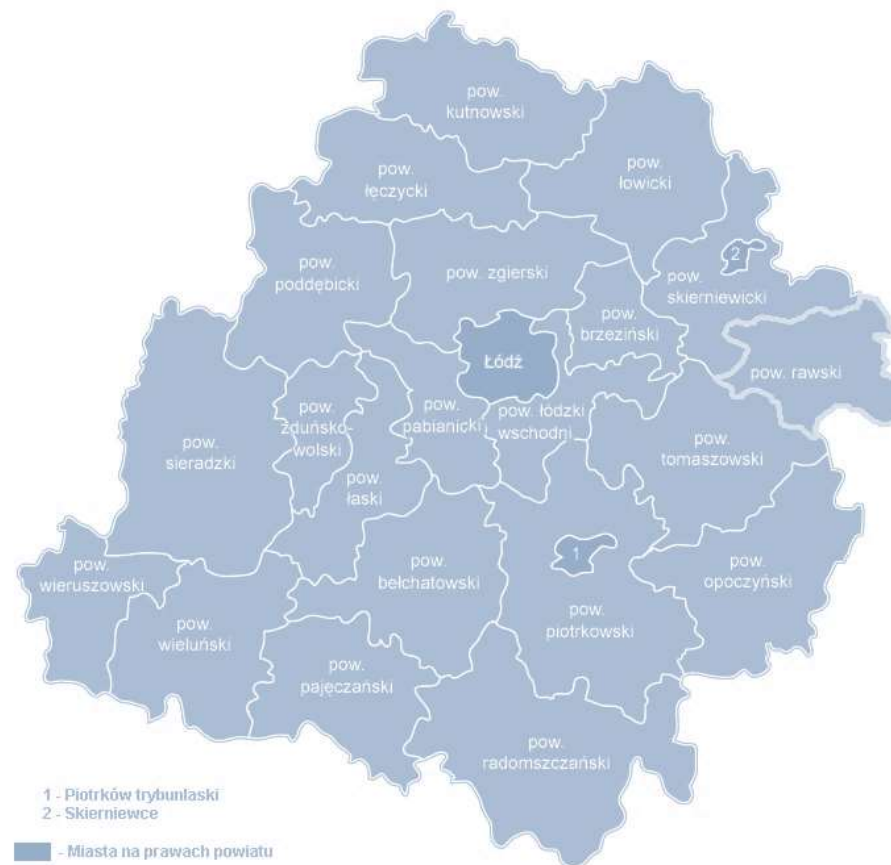 pow.
kutnowski
pow.
łęczycki
pow.
łowicki
pow.
poddębicki
pow. zgierski
pow.
brzeziński
2
pow.
skierniewicki
pow. rawski
Łódź
pow.
sieradzki
pow.
zduńsko-
wolski
pow.
łaski
pow.
pabianicki
pow. łódzki
wschodni
pow.
tomaszowski
pow.
wieruszowski
pow.
wieluński
pow.
bełchatowski
1
pow.
piotrkowski
pow.
opoczyński
pow.
pajęczański
pow.
radomszczański
1 - Piotrków trybunlaski
2 - Skierniewce
- Miasta na prawach powiatu